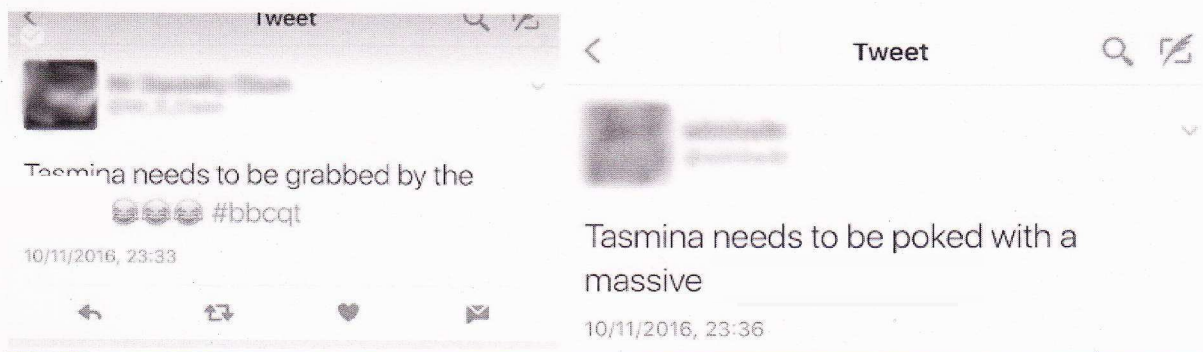 Tweet
Tasmina needs to be grabbed by the
😂😂😂 #bbcqt
10/11/2016, 23:33
Tweet
Tasmina needs to be poked with a
massive
10/11/2016, 23:36